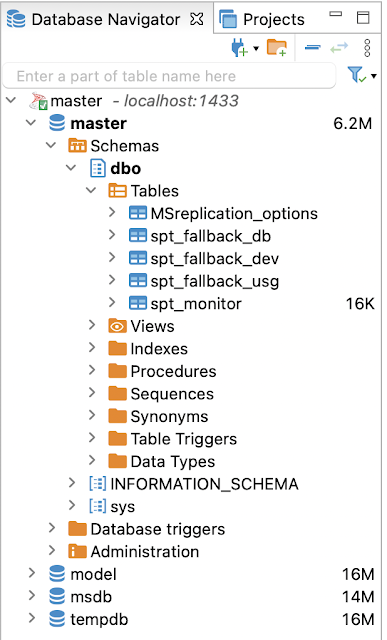 Database Navigator Projects
Enter a part of table name here
master - localhost:1433
master 6.2M
Schemas
dbo
Tables
MSreplication_options
spt_fallback_db
spt_fallback_dev
spt_fallback_usg
spt_monitor 16K
Views
Indexes
Procedures
Sequences
Synonyms
Table Triggers
Data Types
INFORMATION_SCHEMA
sys
Database triggers
Administration
model 16M
msdb 14M
tempdb 16M